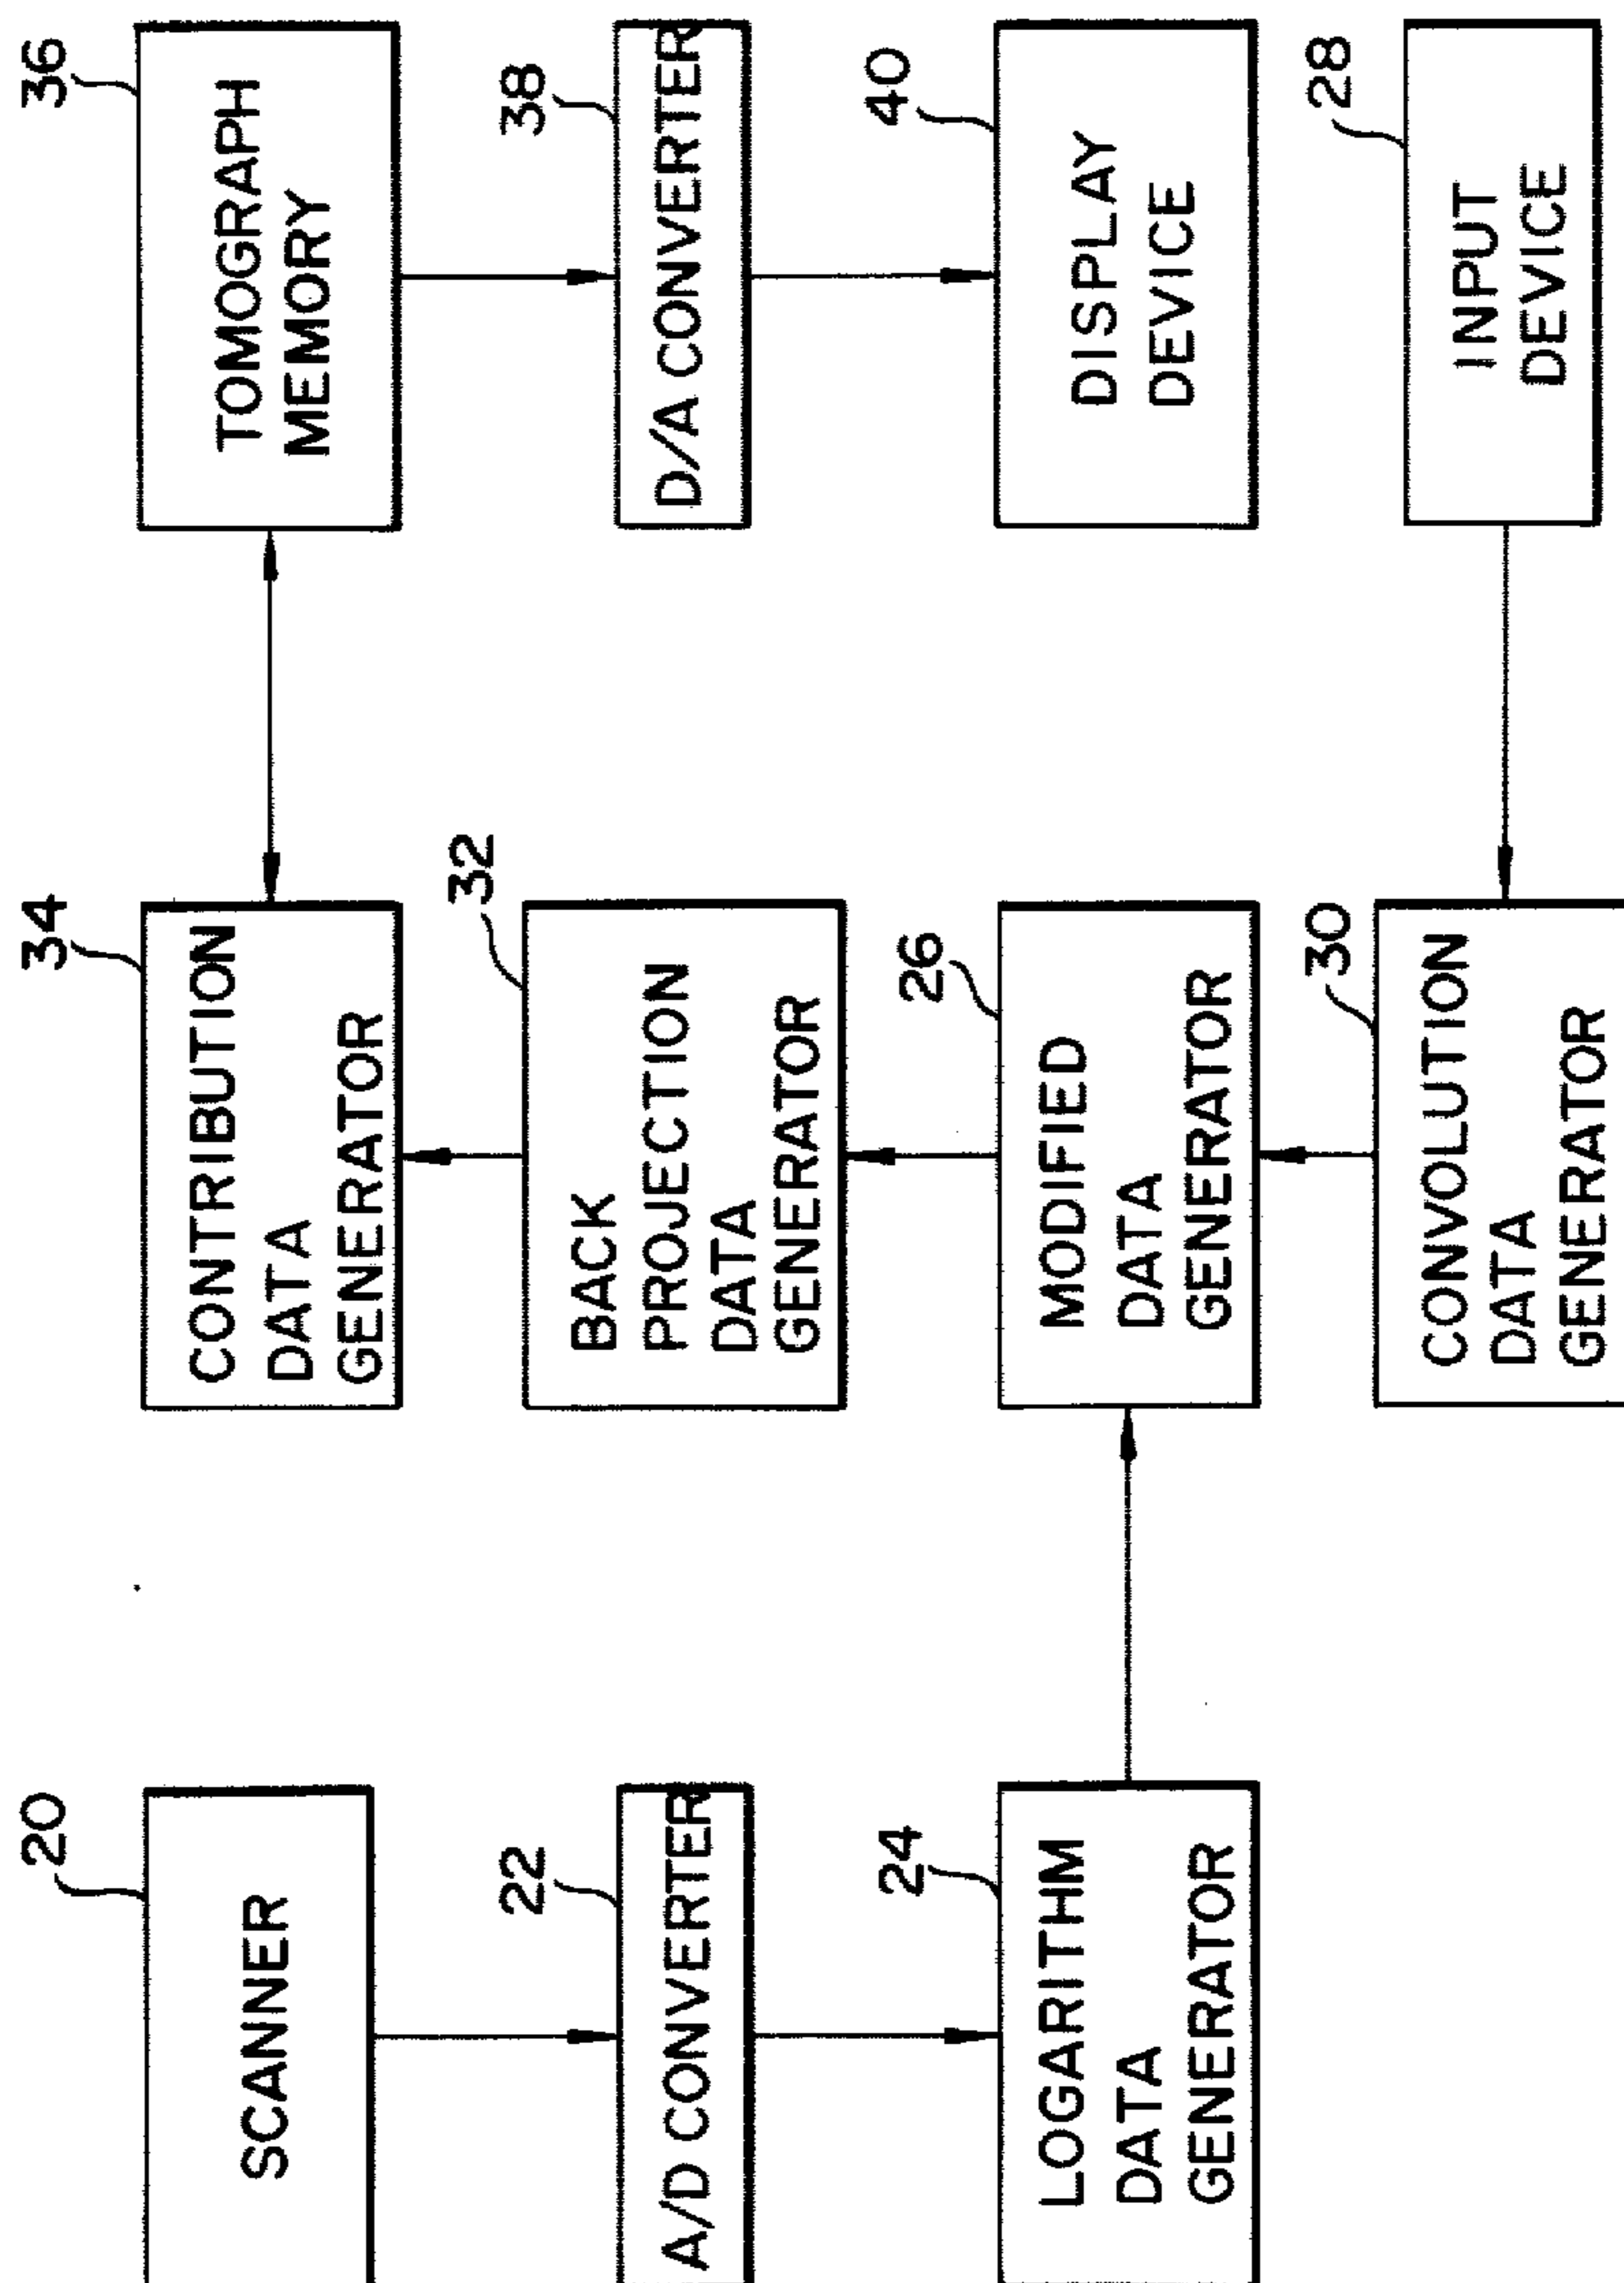 20
SCANNER
22
A/D CONVERTER
24
LOGARITHM
DATA
GENERATOR
34
CONTRIBUTION
DATA
GENERATOR
32
BACK
PROJECTION
DATA
GENERATOR
26
MODIFIED
DATA
GENERATOR
30
CONVOLUTION
DATA
GENERATOR
36
TOMOGRAPH
MEMORY
38
D/A CONVERTER
40
DISPLAY
DEVICE
28
INPUT
DEVICE